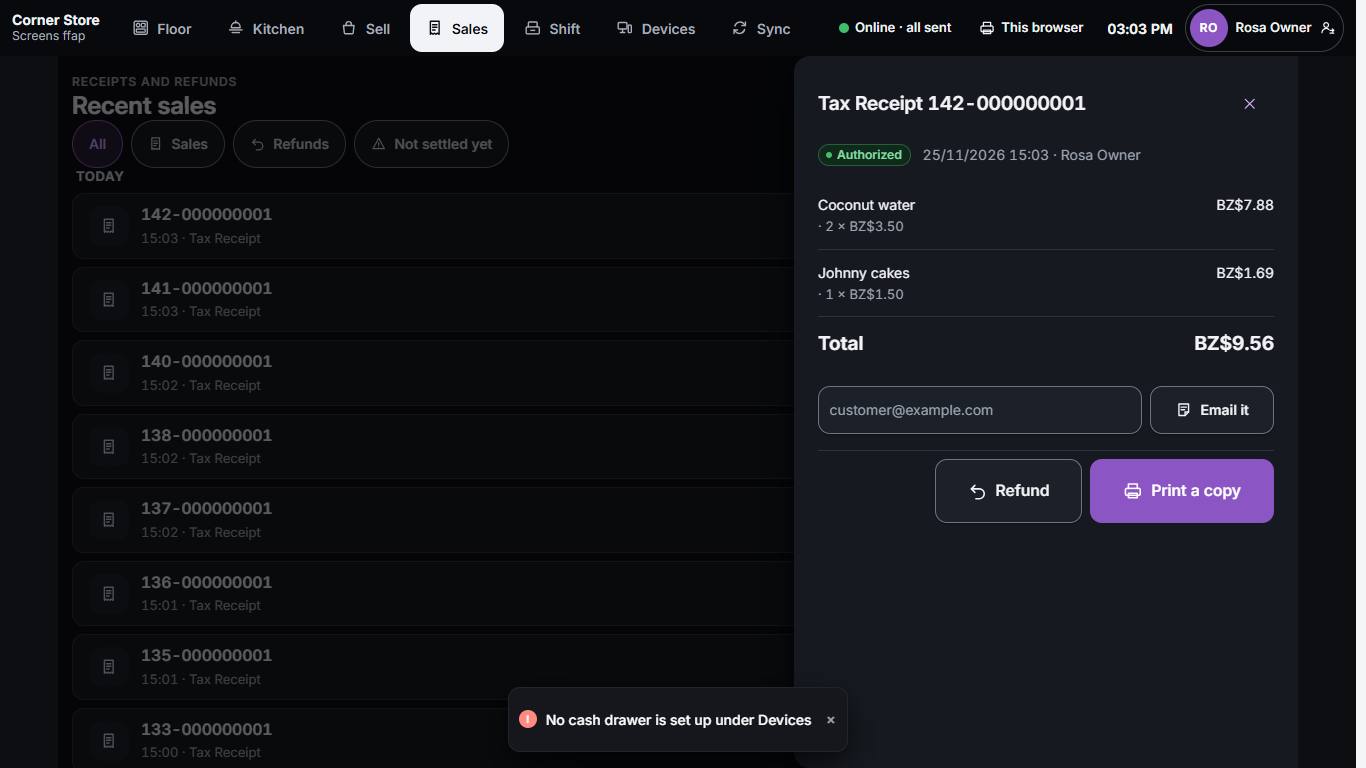 Corner Store
Screens ffap
Floor
Kitchen
Sell
Sales
Shift
Devices
Sync
Online · all sent
This browser
03:03 PM
RO
Rosa Owner
RECEIPTS AND REFUNDS
Recent sales
All
Sales
Refunds
Not settled yet
TODAY
142-000000001
15:03 · Tax Receipt
141-000000001
15:03 · Tax Receipt
140-000000001
15:02 · Tax Receipt
138-000000001
15:02 · Tax Receipt
137-000000001
15:02 · Tax Receipt
136-000000001
15:01 · Tax Receipt
135-000000001
15:01 · Tax Receipt
133-000000001
15:00 · Tax Receipt
Tax Receipt 142-000000001
Authorized
25/11/2026 15:03 · Rosa Owner
Coconut water BZ$7.88
· 2 × BZ$3.50
Johnny cakes BZ$1.69
· 1 × BZ$1.50
Total BZ$9.56
customer@example.com
Email it
Refund
Print a copy
No cash drawer is set up under Devices